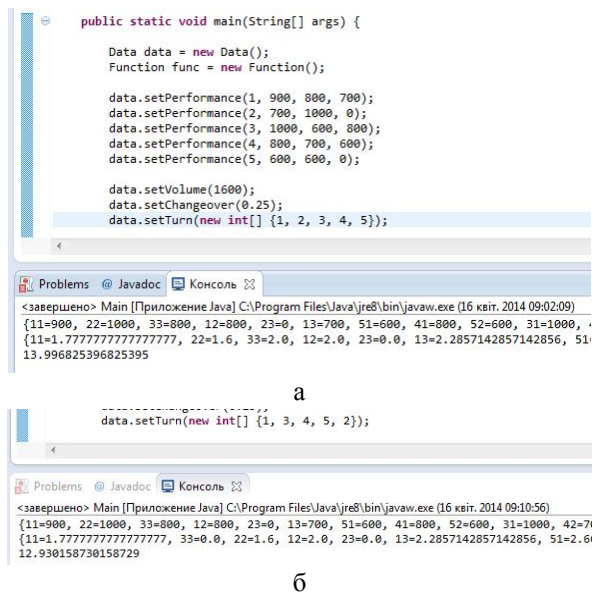 public static void main(String[] args) {
Data data = new Data();
Function func = new Function();
data.setPerformance(1, 900, 800, 700);
data.setPerformance(2, 700, 1000, 0);
data.setPerformance(3, 1000, 600, 800);
data.setPerformance(4, 800, 700, 600);
data.setPerformance(5, 600, 600, 0);
data.setVolume(1600);
data.setChangeover(0.25);
data.setTurn(new int[] {1, 2, 3, 4, 5});
Problems @ Javadoc Консоль
<завершено> Main [Приложение Java] C:\Program Files\Java\jre8\bin\javaw.exe (16 квіт. 2014 09:02:09)
{11=900, 22=1000, 33=800, 12=800, 23=0, 13=700, 51=600, 41=800, 52=600, 31=1000, 4
{11=1.7777777777777777, 22=1.6, 33=2.0, 12=2.0, 23=0.0, 13=2.2857142857142856, 51=
13.996825396825395
а
data.setTurn(new int[] {1, 3, 4, 5, 2});
Problems @ Javadoc Консоль
<завершено> Main [Приложение Java] C:\Program Files\Java\jre8\bin\javaw.exe (16 квіт. 2014 09:10:56)
{11=900, 22=1000, 33=800, 12=800, 23=0, 13=700, 51=600, 41=800, 52=600, 31=1000, 42=70
{11=1.7777777777777777, 33=0.0, 22=1.6, 12=2.0, 23=0.0, 13=2.2857142857142856, 51=2.6
12.930158730158729
б